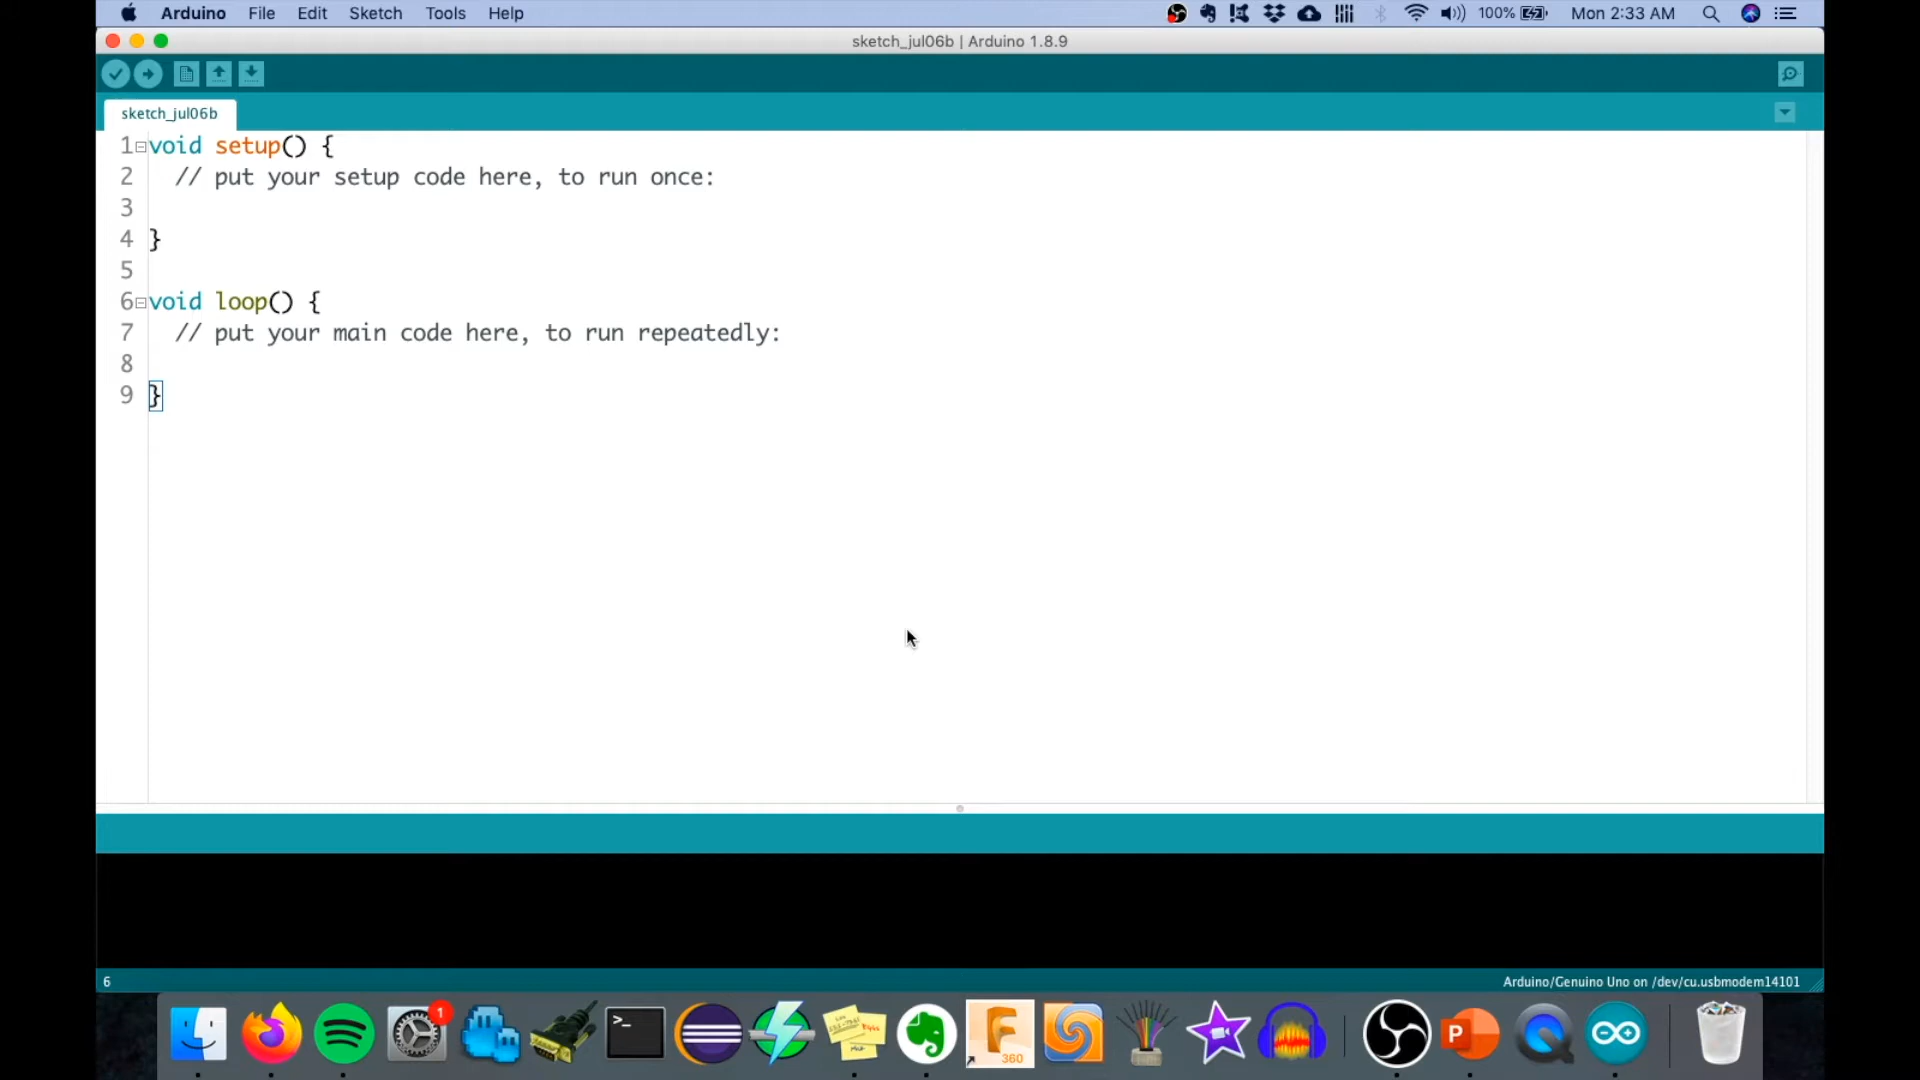 Arduino File Edit Sketch Tools Help 100% Mon 2:33 AM
sketch_jul06b | Arduino 1.8.9
sketch_jul06b
1 void setup() {
2 // put your setup code here, to run once:
3
4 }
5
6 void loop() {
7 // put your main code here, to run repeatedly:
8
9 }
6 Arduino/Genuino Uno on /dev/cu.usbmodem14101
1
>_
F
360
P